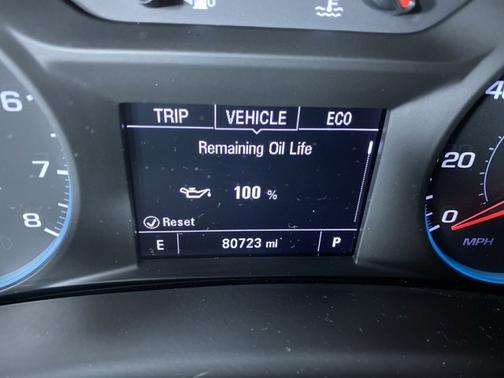 TRIP VEHICLE ECO
Remaining Oil Life
100 %
Reset
E 80723 mi P
6
7
8
40
20
0
MPH